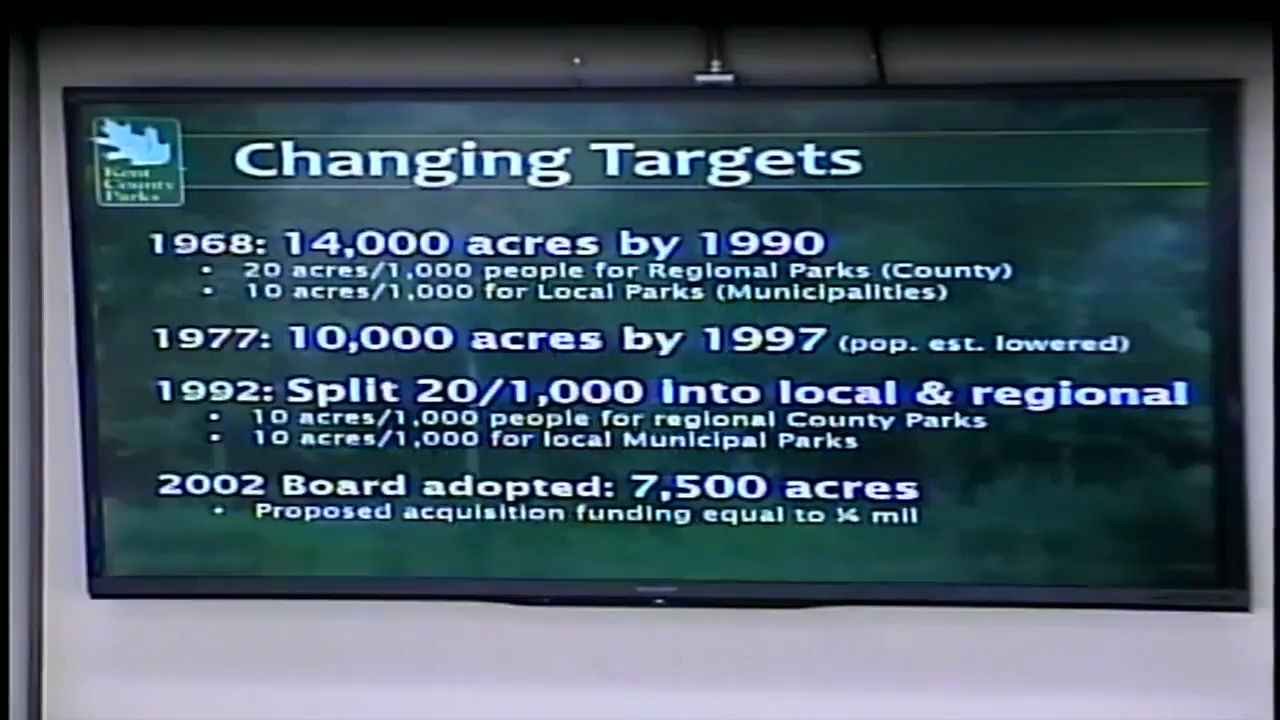 Kent
County
Parks
Changing Targets
1968: 14,000 acres by 1990
• 20 acres/1,000 people for Regional Parks (County)
• 10 acres/1,000 for Local Parks (Municipalities)
1977: 10,000 acres by 1997 (pop. est. lowered)
1992: Split 20/1,000 into local & regional
• 10 acres/1,000 people for regional County Parks
• 10 acres/1,000 for local Municipal Parks
2002 Board adopted: 7,500 acres
• Proposed acquisition funding equal to ¼ mil